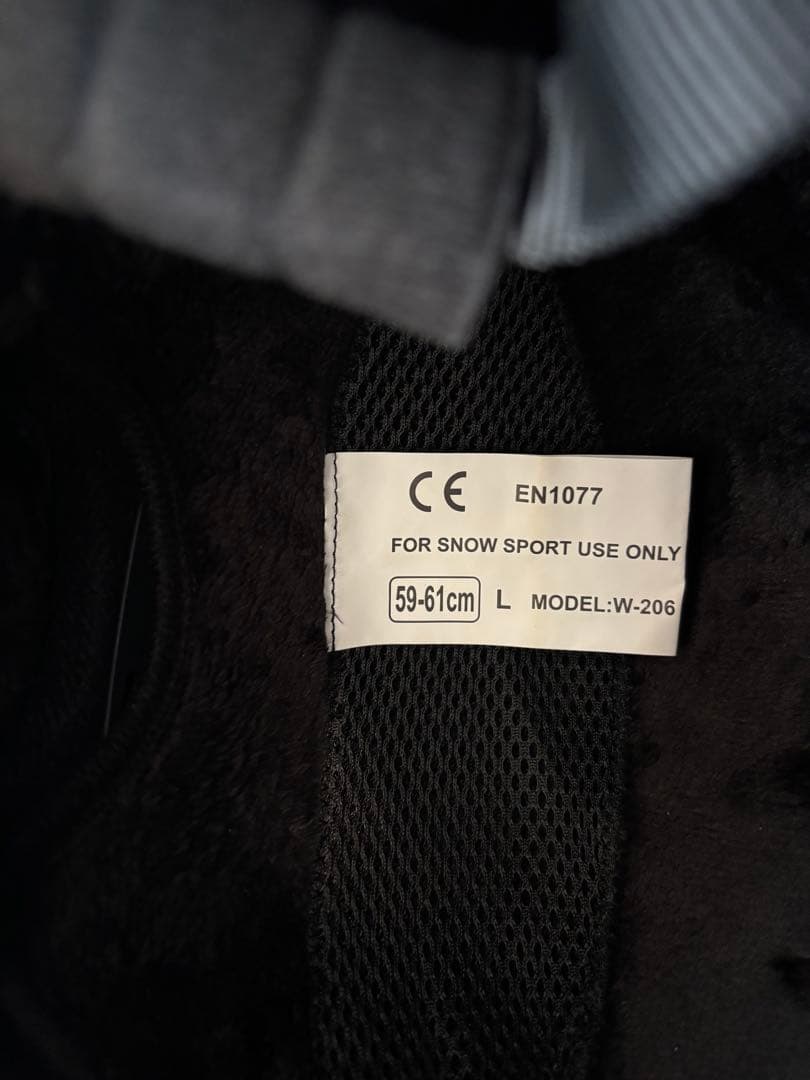 CE EN1077
FOR SNOW SPORT USE ONLY
59-61cm L MODEL:W-206